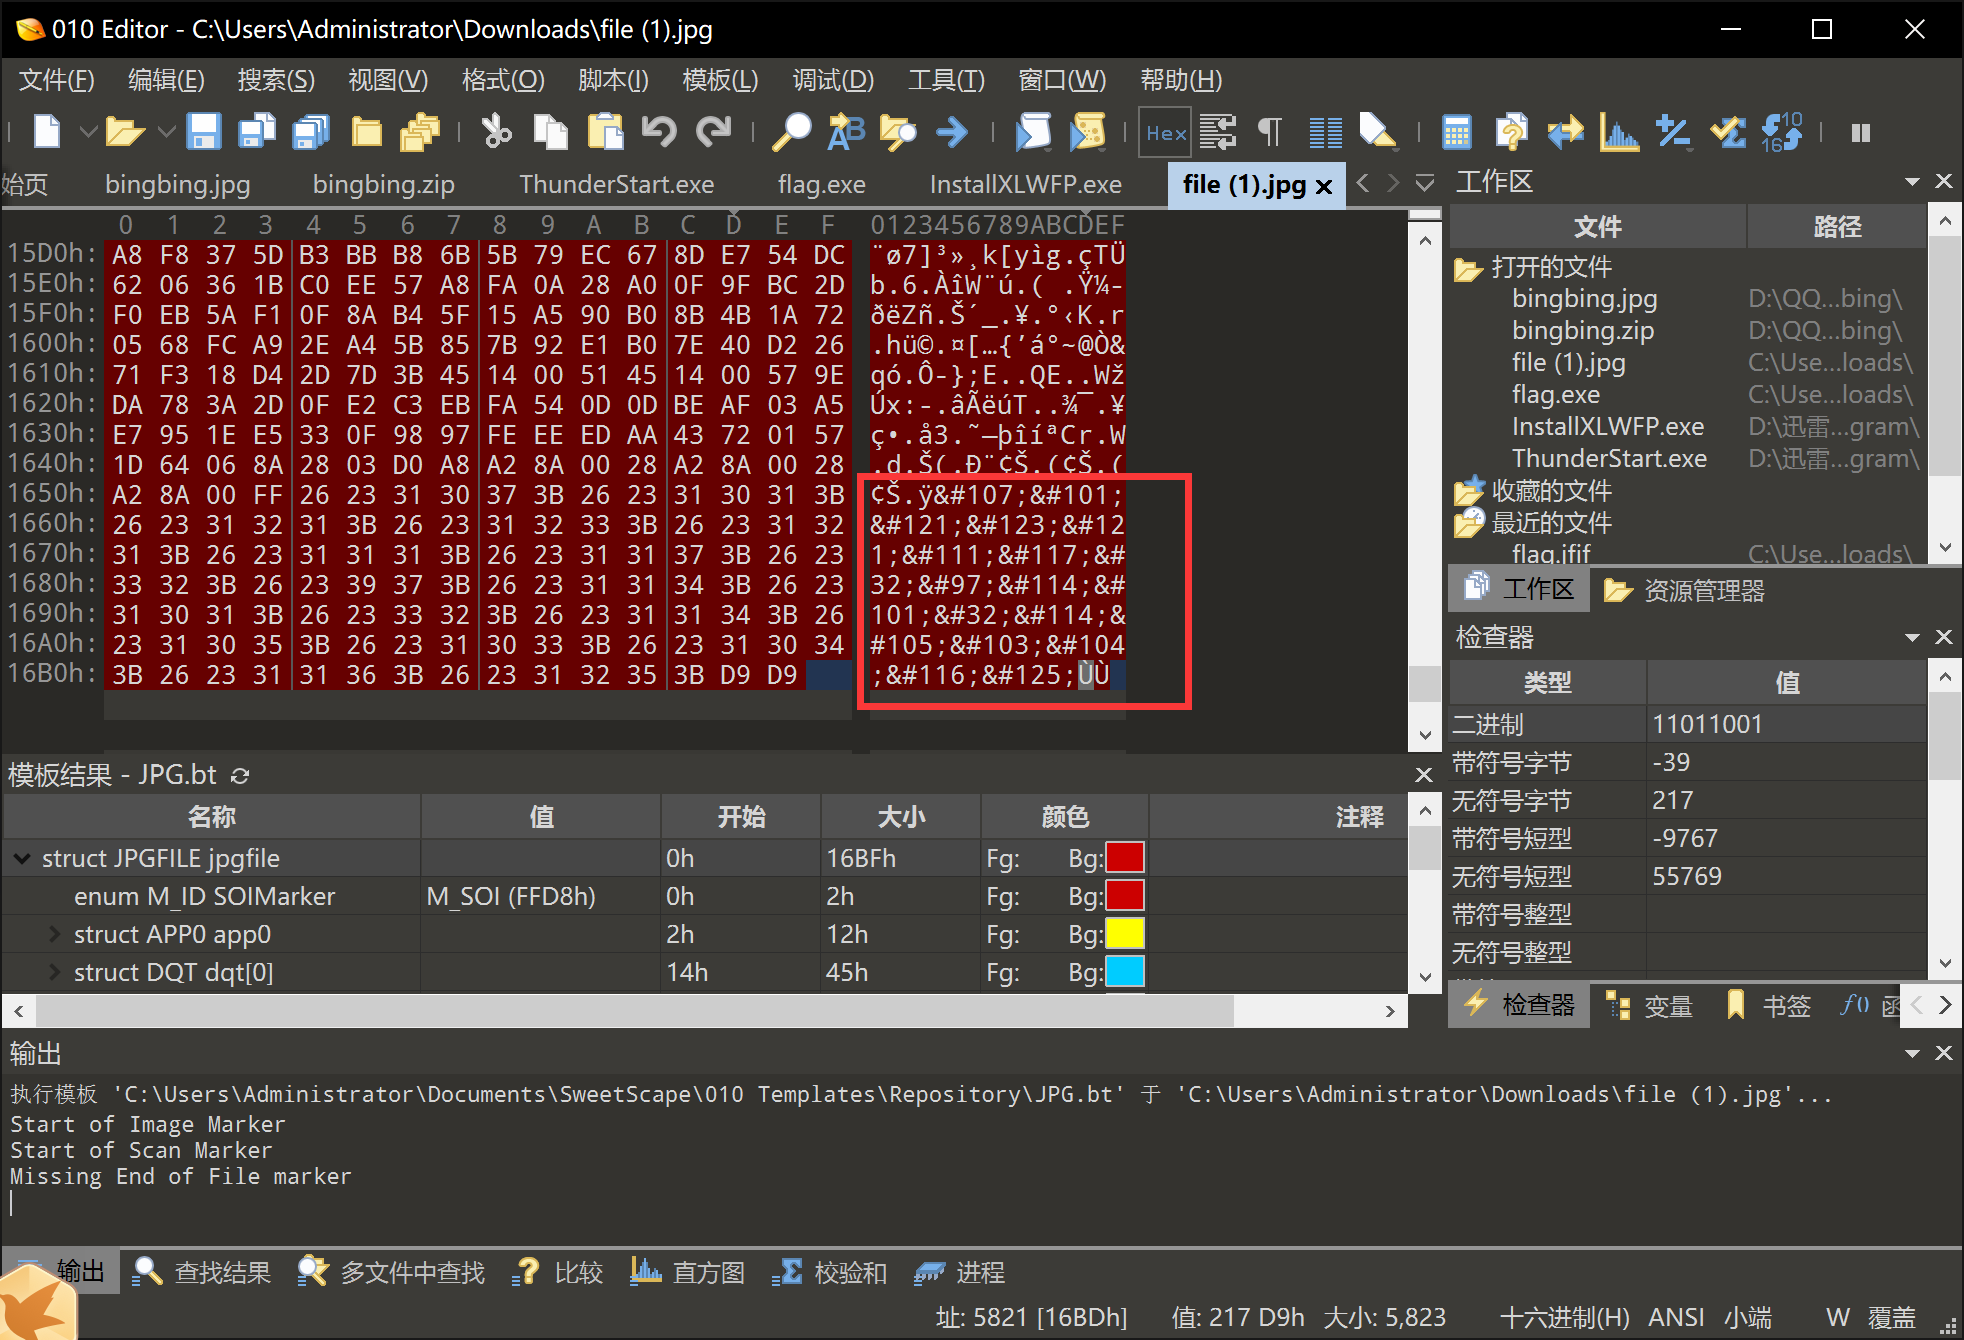 010 Editor - C:\Users\Administrator\Downloads\file (1).jpg
文件(F) 编辑(E) 搜索(S) 视图(V) 格式(O) 脚本(I) 模板(L) 调试(D) 工具(T) 窗口(W) 帮助(H)
Hex
始页 bingbing.jpg bingbing.zip ThunderStart.exe flag.exe InstallXLWFP.exe file (1).jpg
0 1 2 3 4 5 6 7 8 9 A B C D E F 0123456789ABCDEF
15D0h: A8 F8 37 5D B3 BB B8 6B 5B 79 EC 67 8D E7 54 DC ¨ø7]³»¸k[yìg.çTÜ
15E0h: 62 06 36 1B C0 EE 57 A8 FA 0A 28 A0 0F 9F BC 2D b.6.ÀîW¨ú.( .Ÿ¼-
15F0h: F0 EB 5A F1 0F 8A B4 5F 15 A5 90 B0 8B 4B 1A 72 ðëZñ.Š´_.¥.°‹K.r
1600h: 05 68 FC A9 2E A4 5B 85 7B 92 E1 B0 7E 40 D2 26 .hü©.¤[…{’á°~@Ò&
1610h: 71 F3 18 D4 2D 7D 3B 45 14 00 51 45 14 00 57 9E qó.Ô-};E..QE..Wž
1620h: DA 78 3A 2D 0F E2 C3 EB FA 54 0D 0D BE AF 03 A5 Úx:-.âÃëúT..¾¯.¥
1630h: E7 95 1E E5 33 0F 98 97 FE EE ED AA 43 72 01 57 ç•.å3.˜—þîíªCr.W
1640h: 1D 64 06 8A 28 03 D0 A8 A2 8A 00 28 A2 8A 00 28 .d.Š(.Ð¨¢Š.(¢Š.(
1650h: A2 8A 00 FF 26 23 31 30 37 3B 26 23 31 30 31 3B ¢Š.ÿ&#107;&#101;
1660h: 26 23 31 32 31 3B 26 23 31 32 33 3B 26 23 31 32 &#121;&#123;&#12
1670h: 31 3B 26 23 31 31 31 3B 26 23 31 31 37 3B 26 23 1;&#111;&#117;&#
1680h: 33 32 3B 26 23 39 37 3B 26 23 31 31 34 3B 26 23 32;&#97;&#114;&#
1690h: 31 30 31 3B 26 23 33 32 3B 26 23 31 31 34 3B 26 101;&#32;&#114;&
16A0h: 23 31 30 35 3B 26 23 31 30 33 3B 26 23 31 30 34 #105;&#103;&#104
16B0h: 3B 26 23 31 31 36 3B 26 23 31 32 35 3B D9 D9 ;&#116;&#125;ÙÙ
模板结果 - JPG.bt
名称 值 开始 大小 颜色 注释
struct JPGFILE jpgfile 0h 16BFh Fg: Bg:
enum M_ID SOIMarker M_SOI (FFD8h) 0h 2h Fg: Bg:
struct APP0 app0 2h 12h Fg: Bg:
struct DQT dqt[0] 14h 45h Fg: Bg:
工作区
文件 路径
打开的文件
bingbing.jpg D:\QQ...bing\
bingbing.zip D:\QQ...bing\
file (1).jpg C:\Use...loads\
flag.exe C:\Use...loads\
InstallXLWFP.exe D:\迅雷...gram\
ThunderStart.exe D:\迅雷...gram\
收藏的文件
最近的文件
flag.jfif C:\Use...loads\
工作区 资源管理器
检查器
类型 值
二进制 11011001
带符号字节 -39
无符号字节 217
带符号短型 -9767
无符号短型 55769
带符号整型
无符号整型
检查器 变量 书签 f() 函
输出
执行模板 'C:\Users\Administrator\Documents\SweetScape\010 Templates\Repository\JPG.bt' 于 'C:\Users\Administrator\Downloads\file (1).jpg'...
Start of Image Marker
Start of Scan Marker
Missing End of File marker
输出 查找结果 多文件中查找 比较 直方图 校验和 进程
址: 5821 [16BDh] 值: 217 D9h 大小: 5,823 十六进制(H) ANSI 小端 W 覆盖